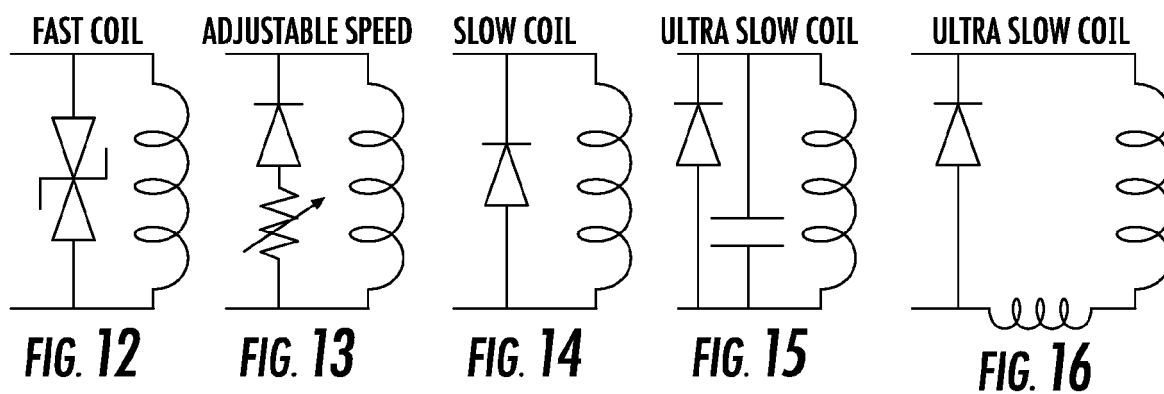 FAST COIL
ADJUSTABLE SPEED
SLOW COIL
ULTRA SLOW COIL
ULTRA SLOW COIL
FIG. 12
FIG. 13
FIG. 14
FIG. 15
FIG. 16